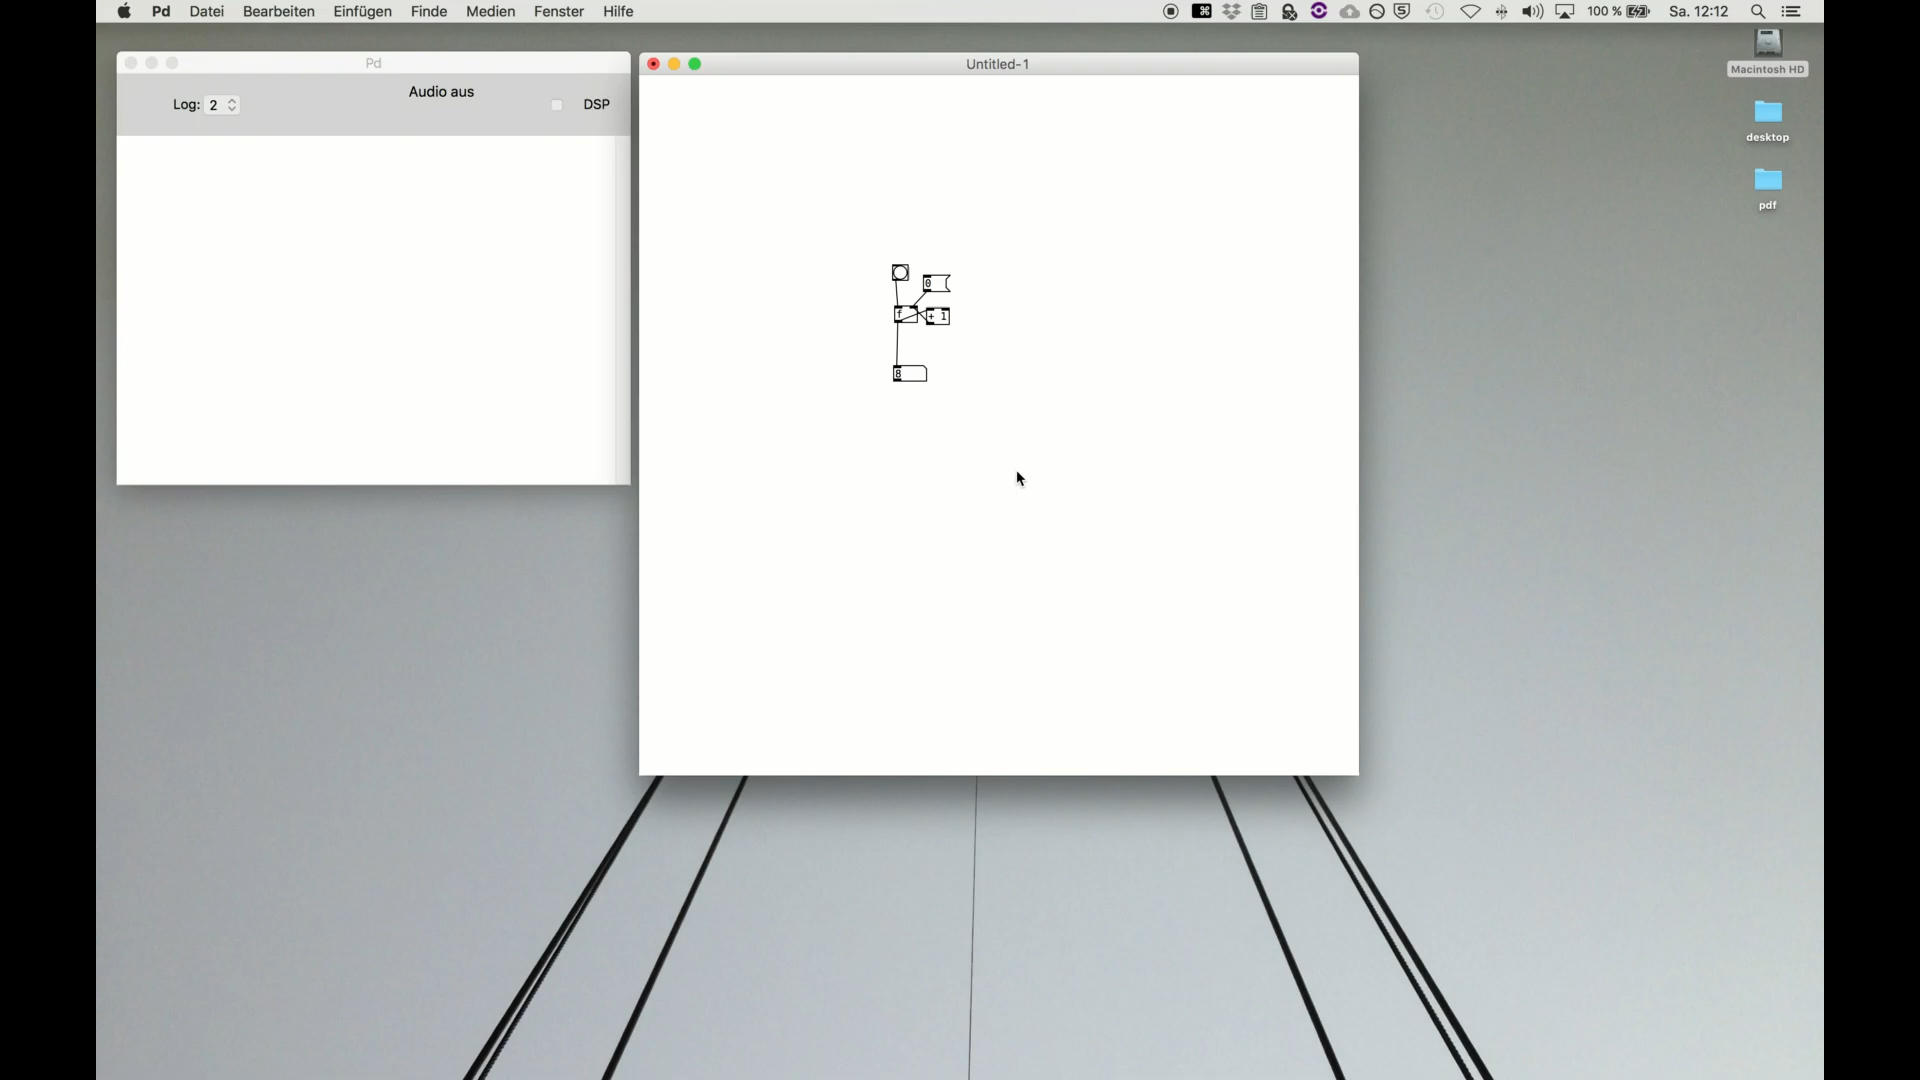 Pd Datei Bearbeiten Einfügen Finde Medien Fenster Hilfe 100 % Sa. 12:12
Pd
Audio aus
Log: 2 DSP
Untitled-1
0
f + 1
8
Macintosh HD
desktop
pdf